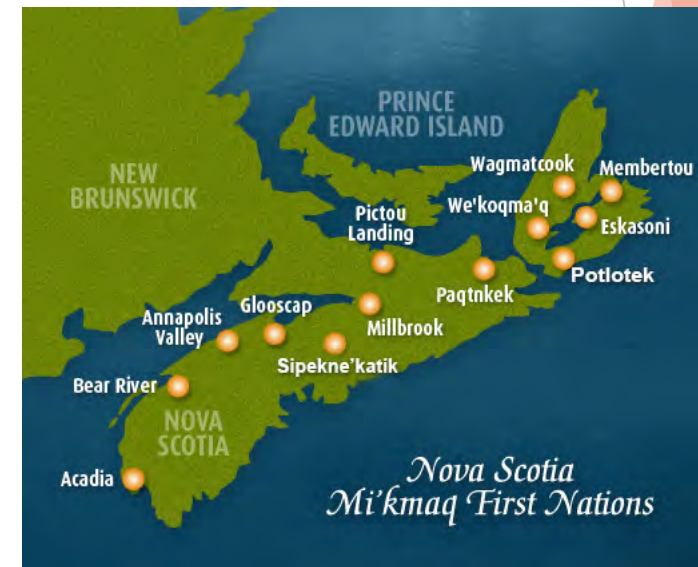 PRINCE
EDWARD ISLAND
NEW
BRUNSWICK
Wagmatcook
Membertou
We'koqma'q
Eskasoni
Pictou
Landing
Potlotek
Paqtnkek
Annapolis
Valley
Glooscap
Millbrook
Sipekne’katik
Bear River
NOVA
SCOTIA
Acadia
Nova Scotia
Mi’kmaq First Nations